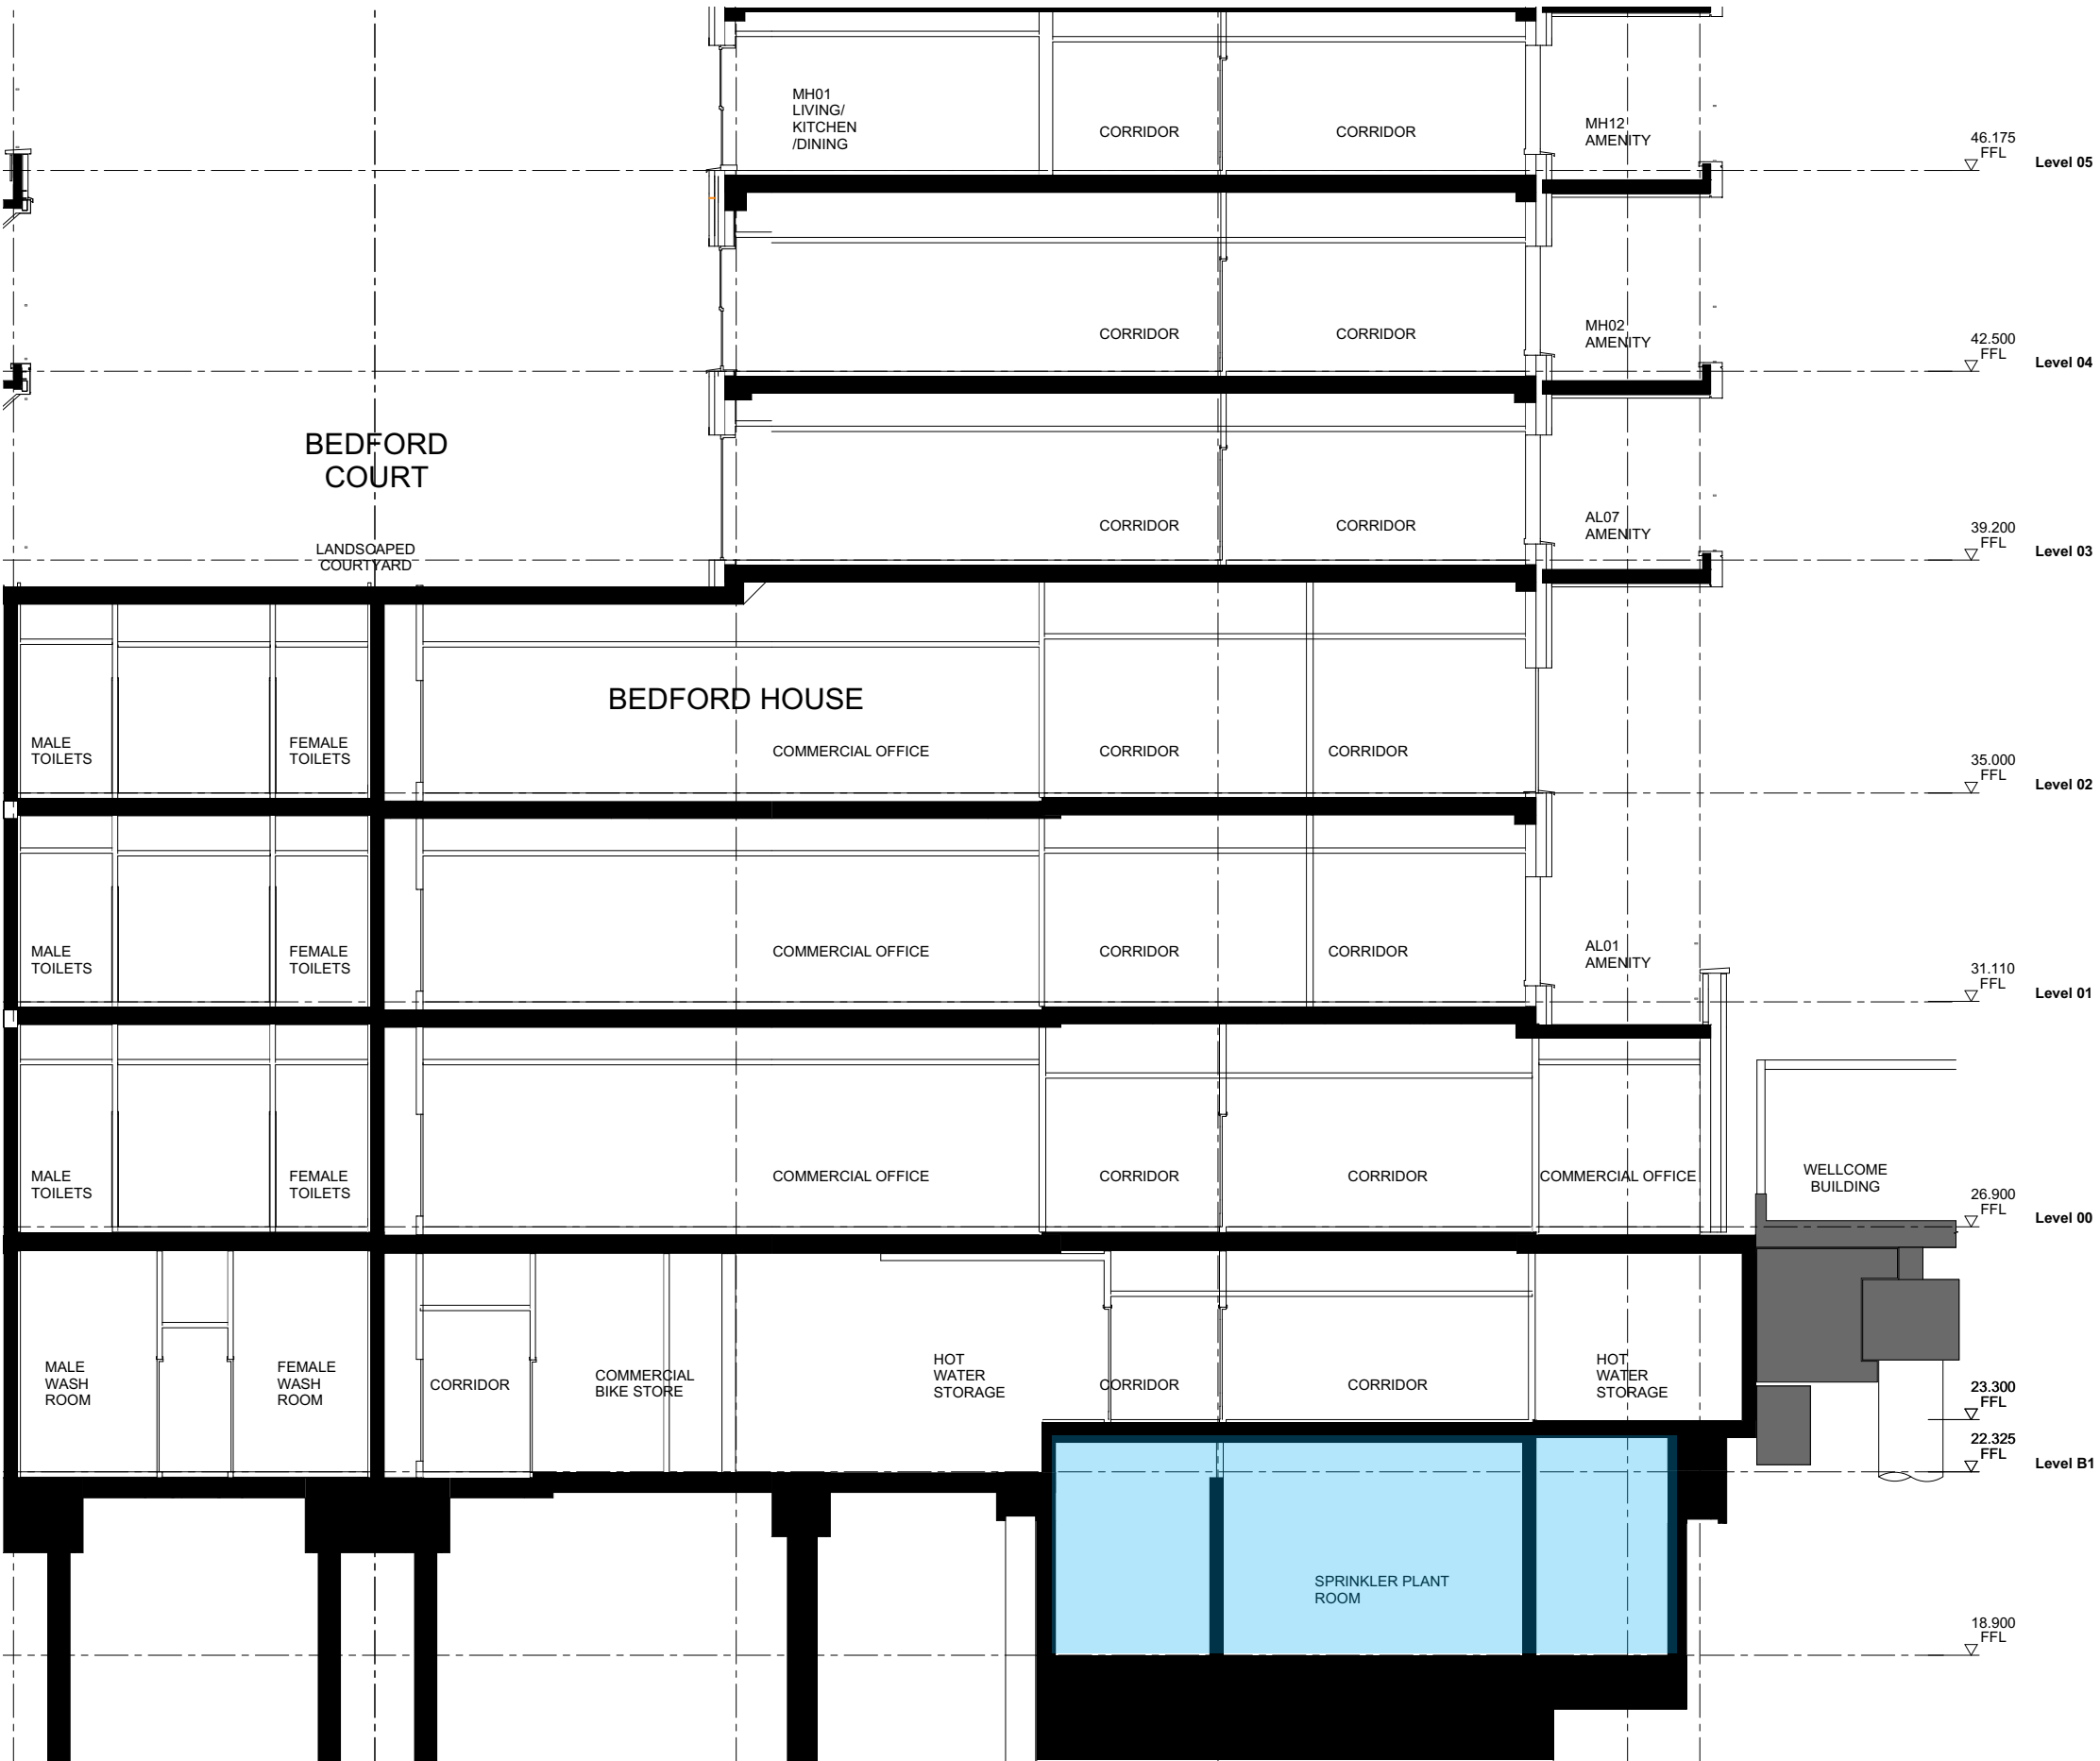 MH01
LIVING/
KITCHEN
/DINING
CORRIDOR
CORRIDOR
MH12
AMENITY
46.175
FFL
Level 05
CORRIDOR
CORRIDOR
MH02
AMENITY
42.500
FFL
Level 04
BEDFORD
COURT
LANDSCAPED
COURTYARD
CORRIDOR
CORRIDOR
AL07
AMENITY
39.200
FFL
Level 03
BEDFORD HOUSE
MALE
TOILETS
FEMALE
TOILETS
COMMERCIAL OFFICE
CORRIDOR
CORRIDOR
35.000
FFL
Level 02
MALE
TOILETS
FEMALE
TOILETS
COMMERCIAL OFFICE
CORRIDOR
CORRIDOR
AL01
AMENITY
31.110
FFL
Level 01
MALE
TOILETS
FEMALE
TOILETS
COMMERCIAL OFFICE
CORRIDOR
CORRIDOR
COMMERCIAL OFFICE
WELLCOME
BUILDING
26.900
FFL
Level 00
MALE
WASH
ROOM
FEMALE
WASH
ROOM
CORRIDOR
COMMERCIAL
BIKE STORE
HOT
WATER
STORAGE
CORRIDOR
CORRIDOR
HOT
WATER
STORAGE
23.300
FFL
22.325
FFL
Level B1
SPRINKLER PLANT
ROOM
18.900
FFL